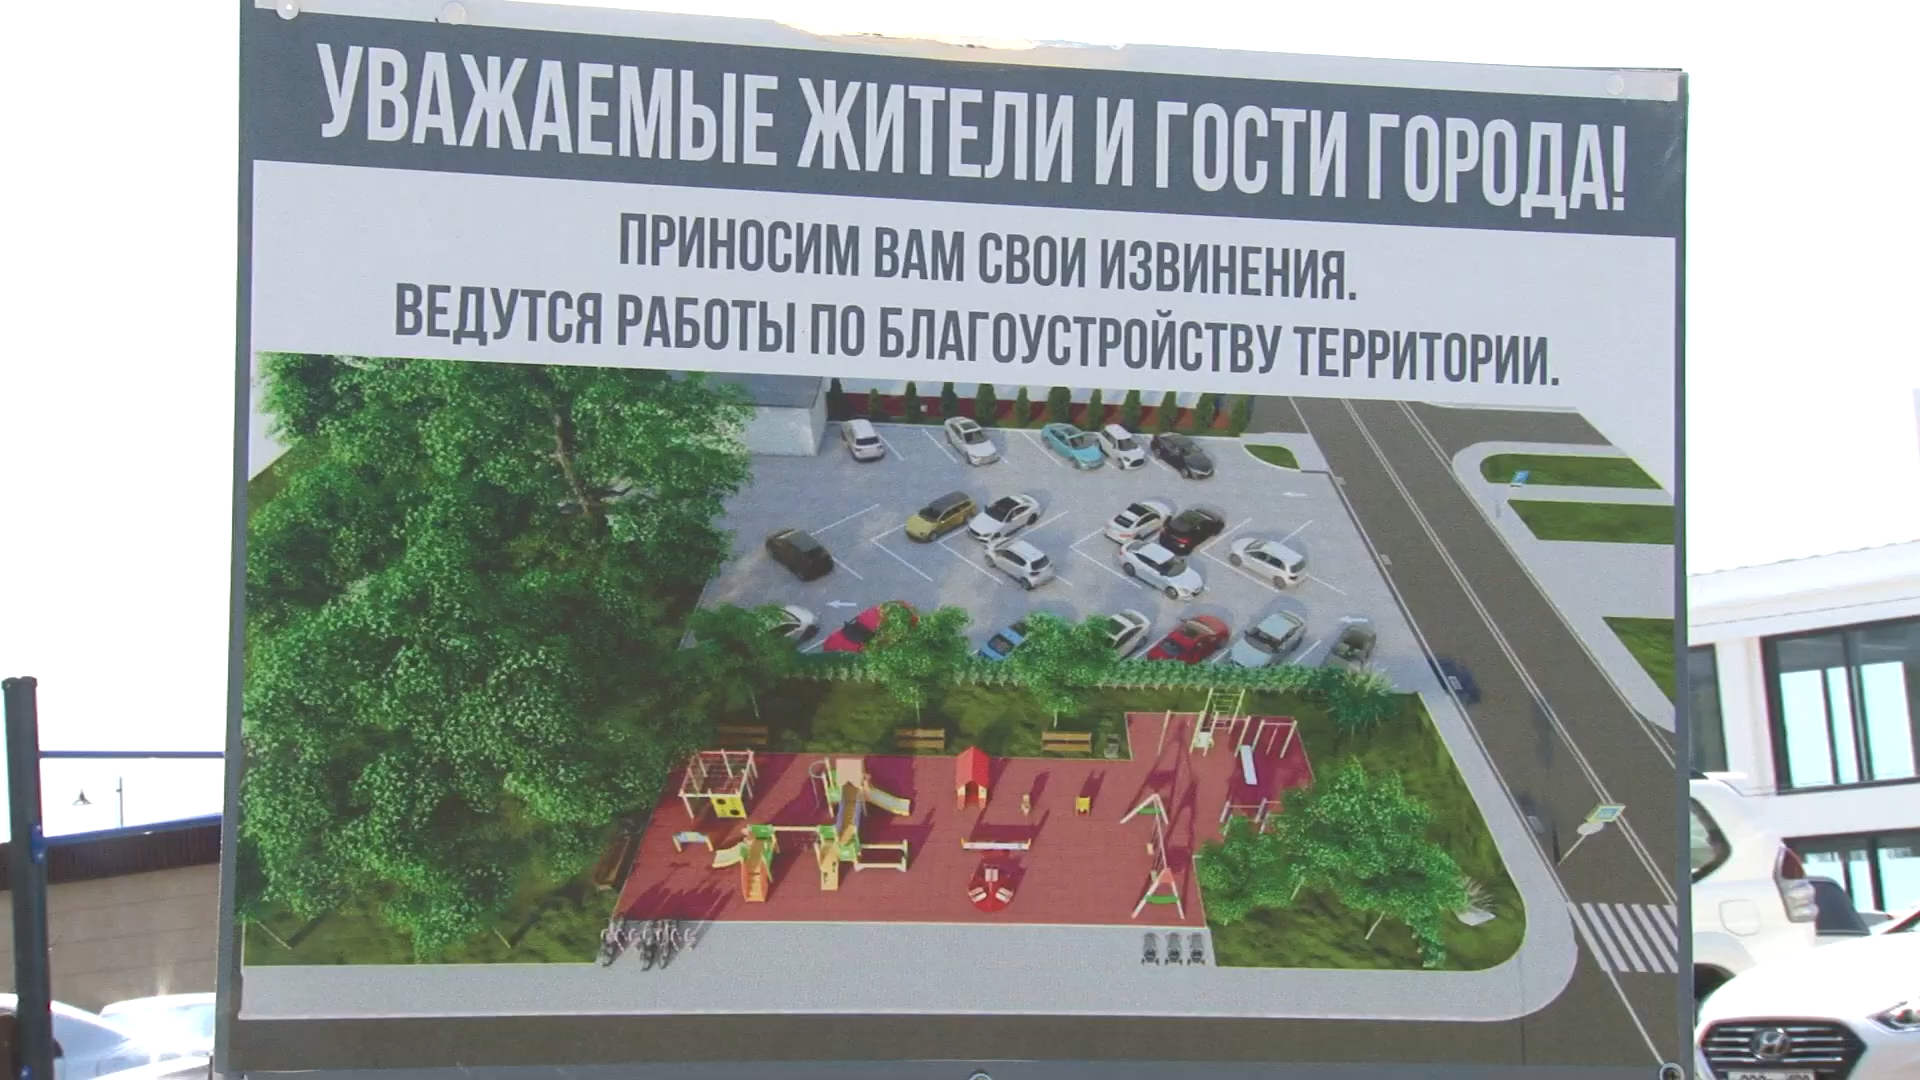 УВАЖАЕМЫЕ ЖИТЕЛИ И ГОСТИ ГОРОДА!
ПРИНОСИМ ВАМ СВОИ ИЗВИНЕНИЯ.
ВЕДУТСЯ РАБОТЫ ПО БЛАГОУСТРОЙСТВУ ТЕРРИТОРИИ.